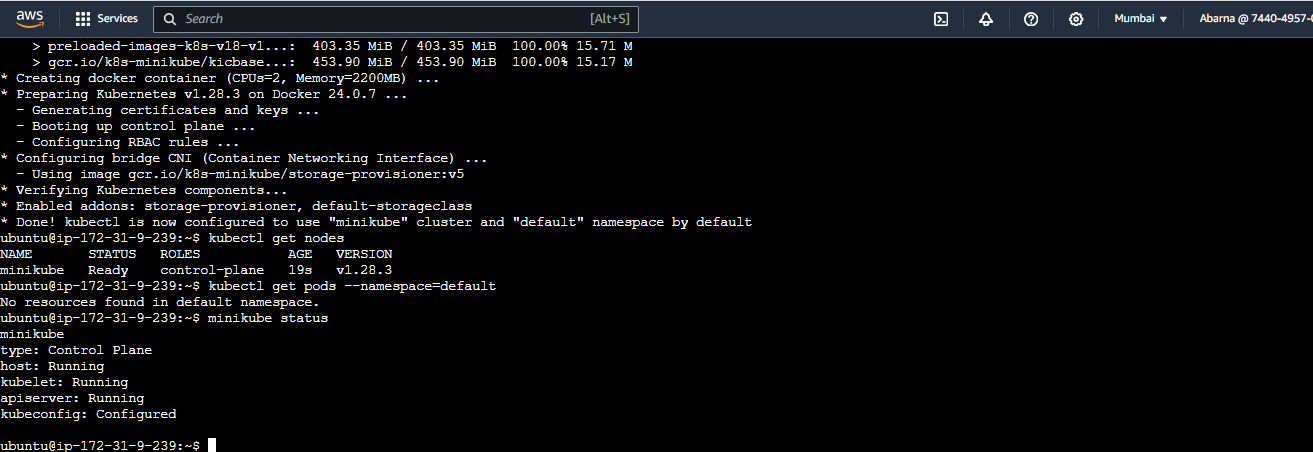 aws Services Search [Alt+S] Mumbai ▼ Abarna @ 7440-4957-
> preloaded-images-k8s-v18-v1...: 403.35 MiB / 403.35 MiB 100.00% 15.71 M
> gcr.io/k8s-minikube/kicbase...: 453.90 MiB / 453.90 MiB 100.00% 15.17 M
* Creating docker container (CPUs=2, Memory=2200MB) ...
* Preparing Kubernetes v1.28.3 on Docker 24.0.7 ...
- Generating certificates and keys ...
- Booting up control plane ...
- Configuring RBAC rules ...
* Configuring bridge CNI (Container Networking Interface) ...
- Using image gcr.io/k8s-minikube/storage-provisioner:v5
* Verifying Kubernetes components...
* Enabled addons: storage-provisioner, default-storageclass
* Done! kubectl is now configured to use "minikube" cluster and "default" namespace by default
ubuntu@ip-172-31-9-239:~$ kubectl get nodes
NAME STATUS ROLES AGE VERSION
minikube Ready control-plane 19s v1.28.3
ubuntu@ip-172-31-9-239:~$ kubectl get pods --namespace=default
No resources found in default namespace.
ubuntu@ip-172-31-9-239:~$ minikube status
minikube
type: Control Plane
host: Running
kubelet: Running
apiserver: Running
kubeconfig: Configured
ubuntu@ip-172-31-9-239:~$